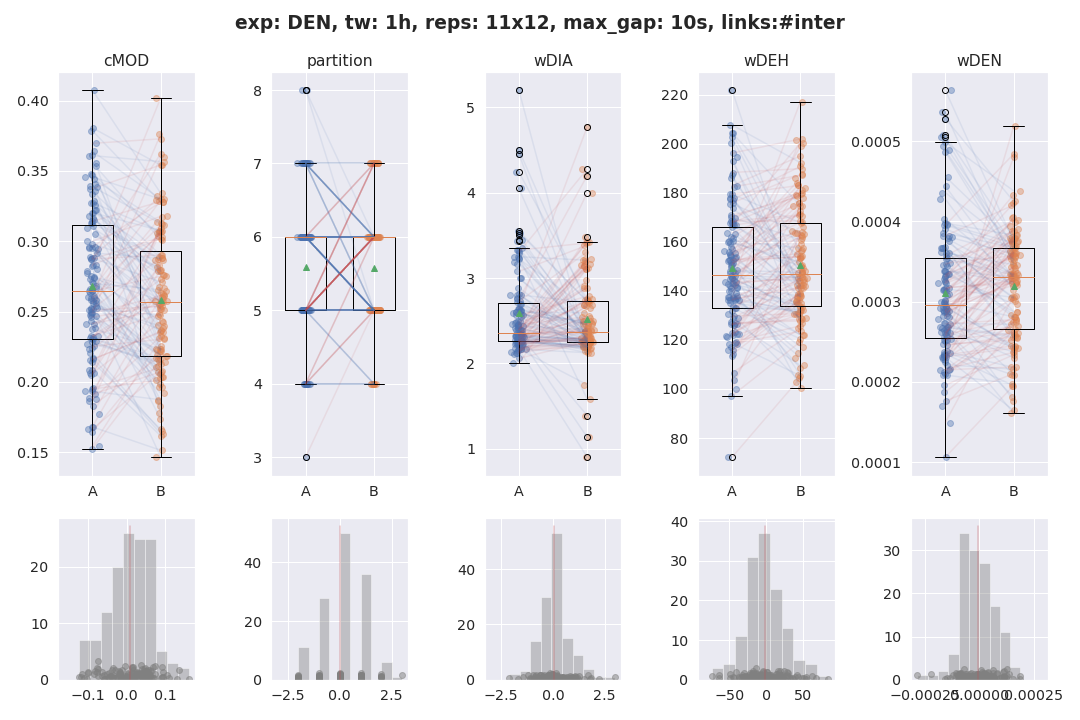 exp: DEN, tw: 1h, reps: 11x12, max_gap: 10s, links:#inter
cMOD partition wDIA wDEH wDEN
0.40 0.35 0.30 0.25 0.20 0.15
8 7 6 5 4 3
5 4 3 2 1
220 200 180 160 140 120 100 80
0.0005 0.0004 0.0003 0.0002 0.0001
A B A B A B A B A B
20 10 0
40 20 0
40 20 0
40 30 20 10 0
30 20 10 0
−0.1 0.0 0.1
−2.5 0.0 2.5
−2.5 0.0 2.5
−50 0 50
−0.00025 0.00000 0.00025